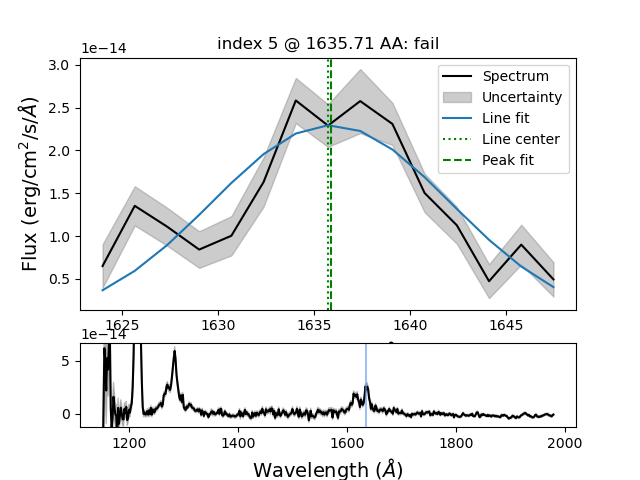 index 5 @ 1635.71 AA: fail
1e−14
3.0
2.5
2.0
1.5
1.0
0.5
Flux (erg/cm²/s/Å)
Spectrum
Uncertainty
Line fit
Line center
Peak fit
1625 1630 1635 1640 1645
1e−14
5
0
1200 1400 1600 1800 2000
Wavelength (Å)